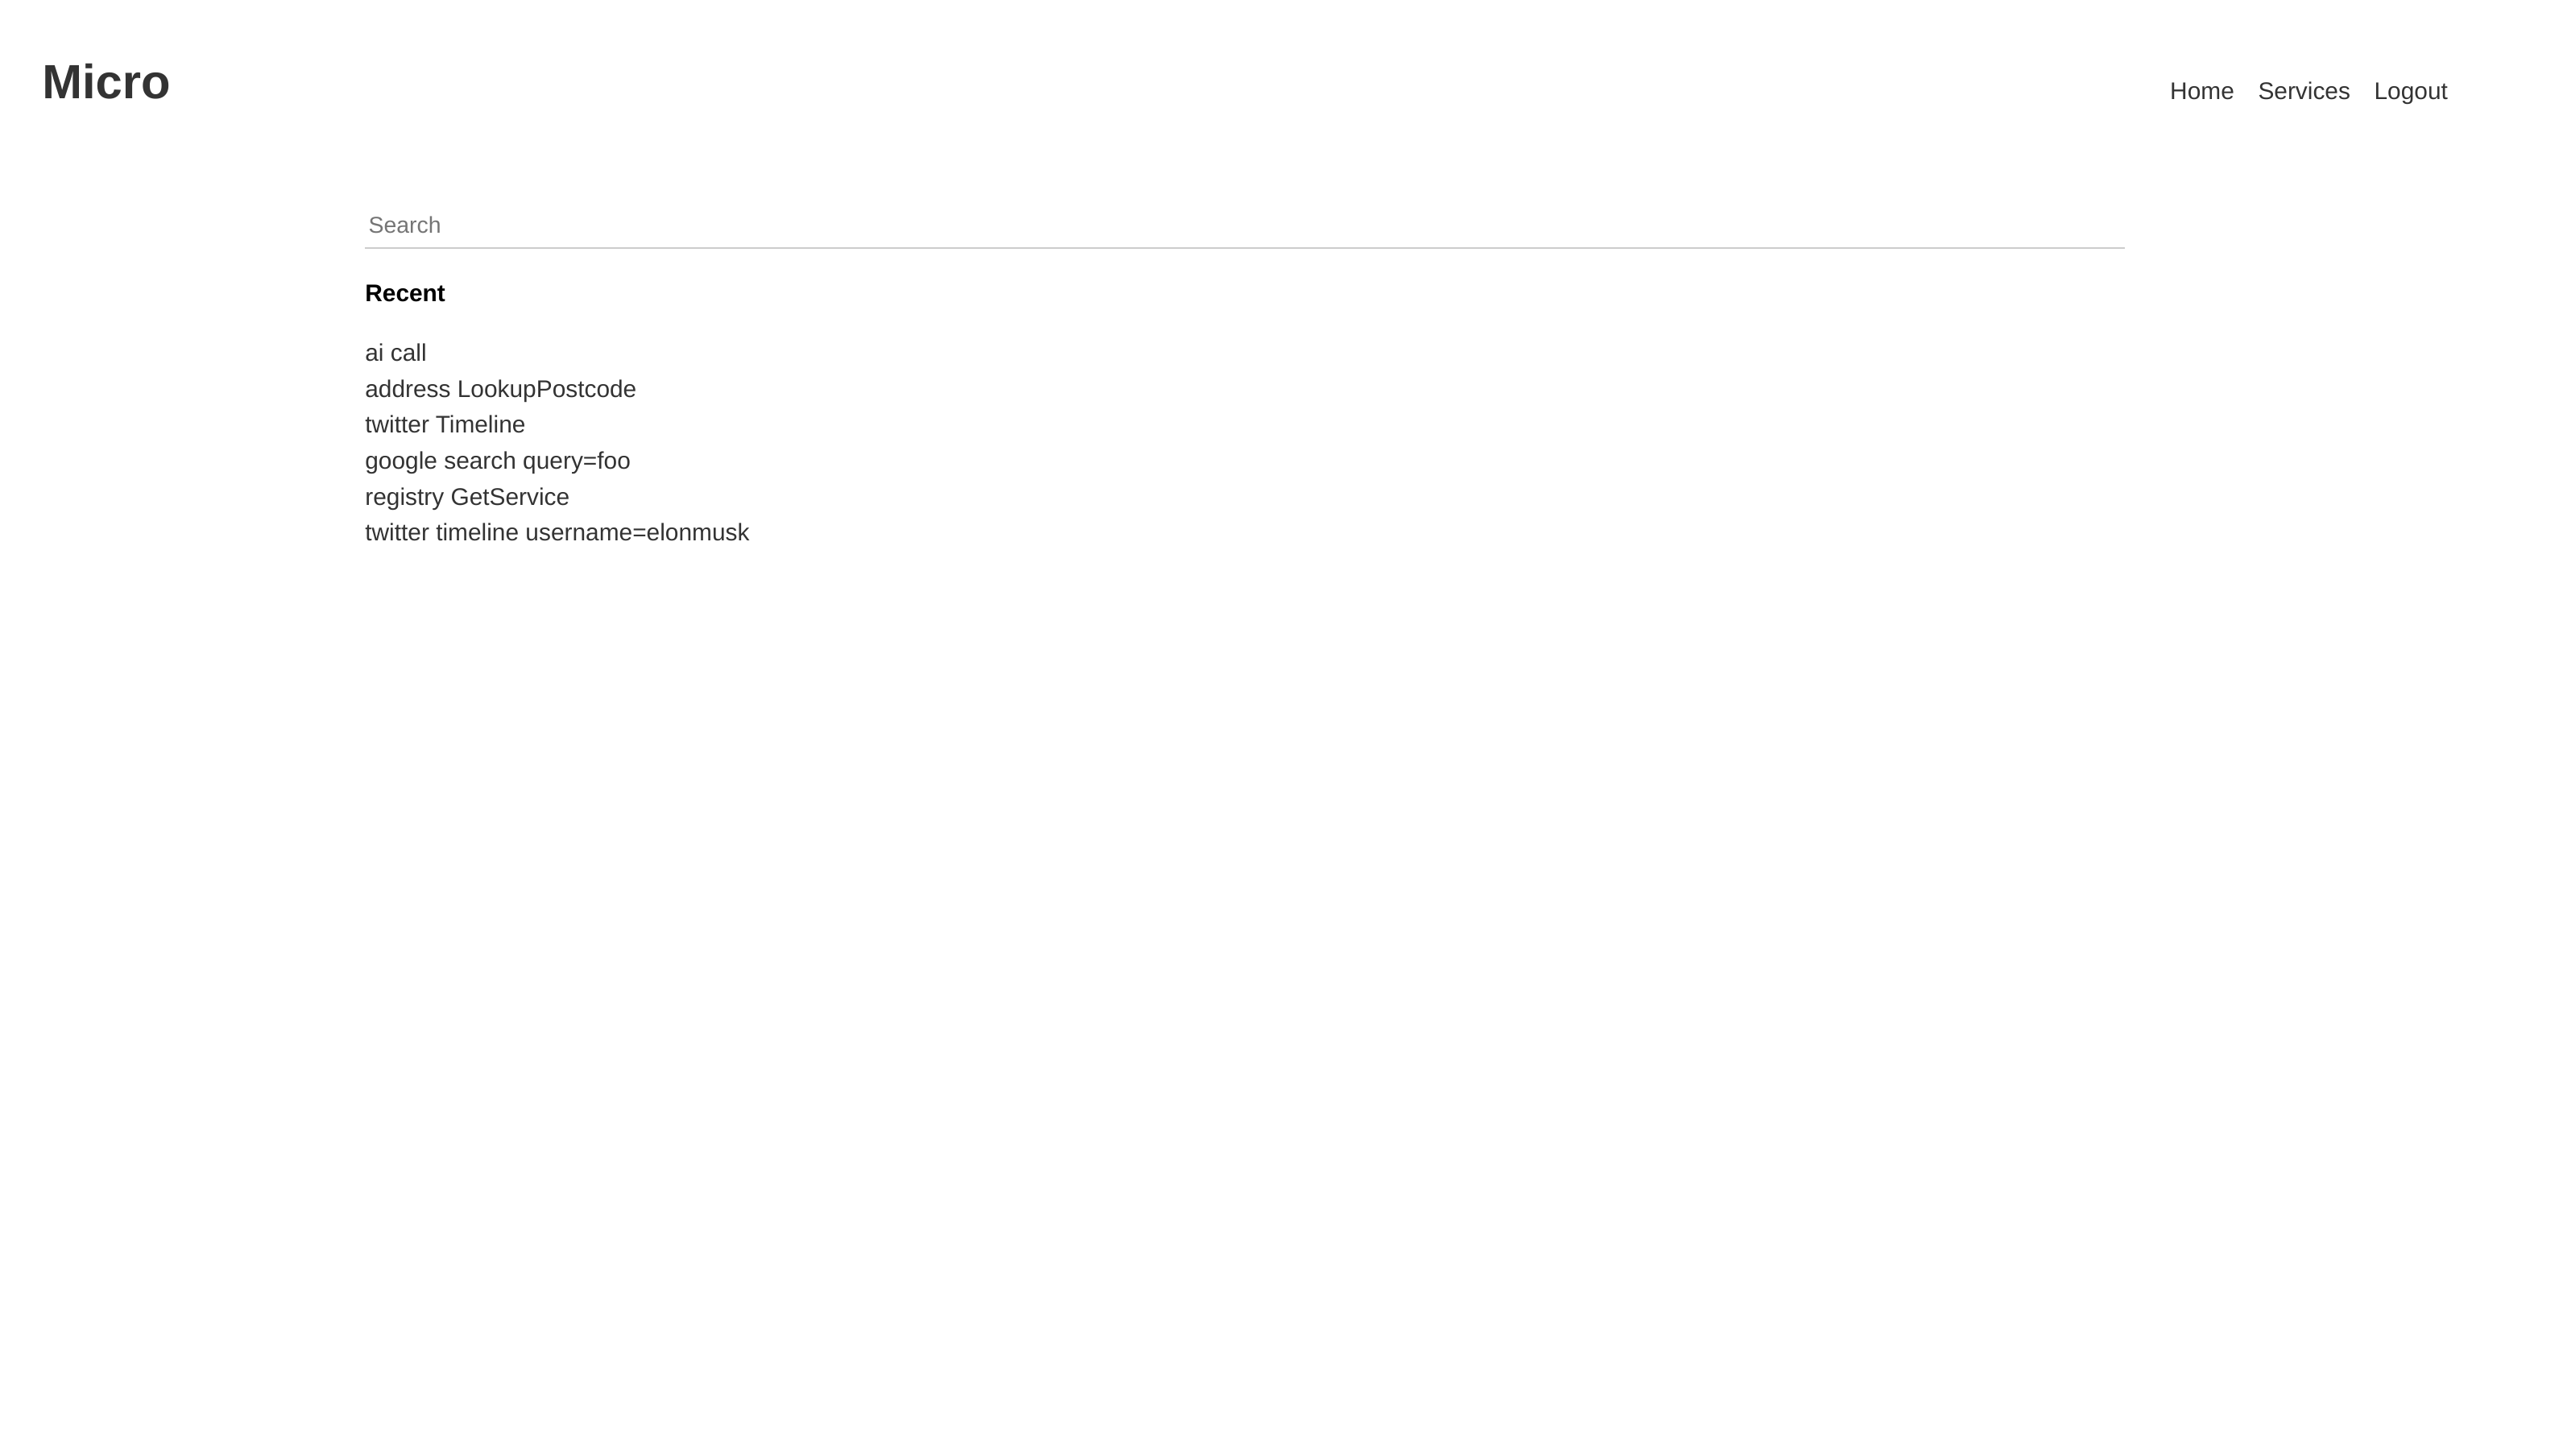 Micro
Home Services Logout
Search
Recent
ai call
address LookupPostcode
twitter Timeline
google search query=foo
registry GetService
twitter timeline username=elonmusk